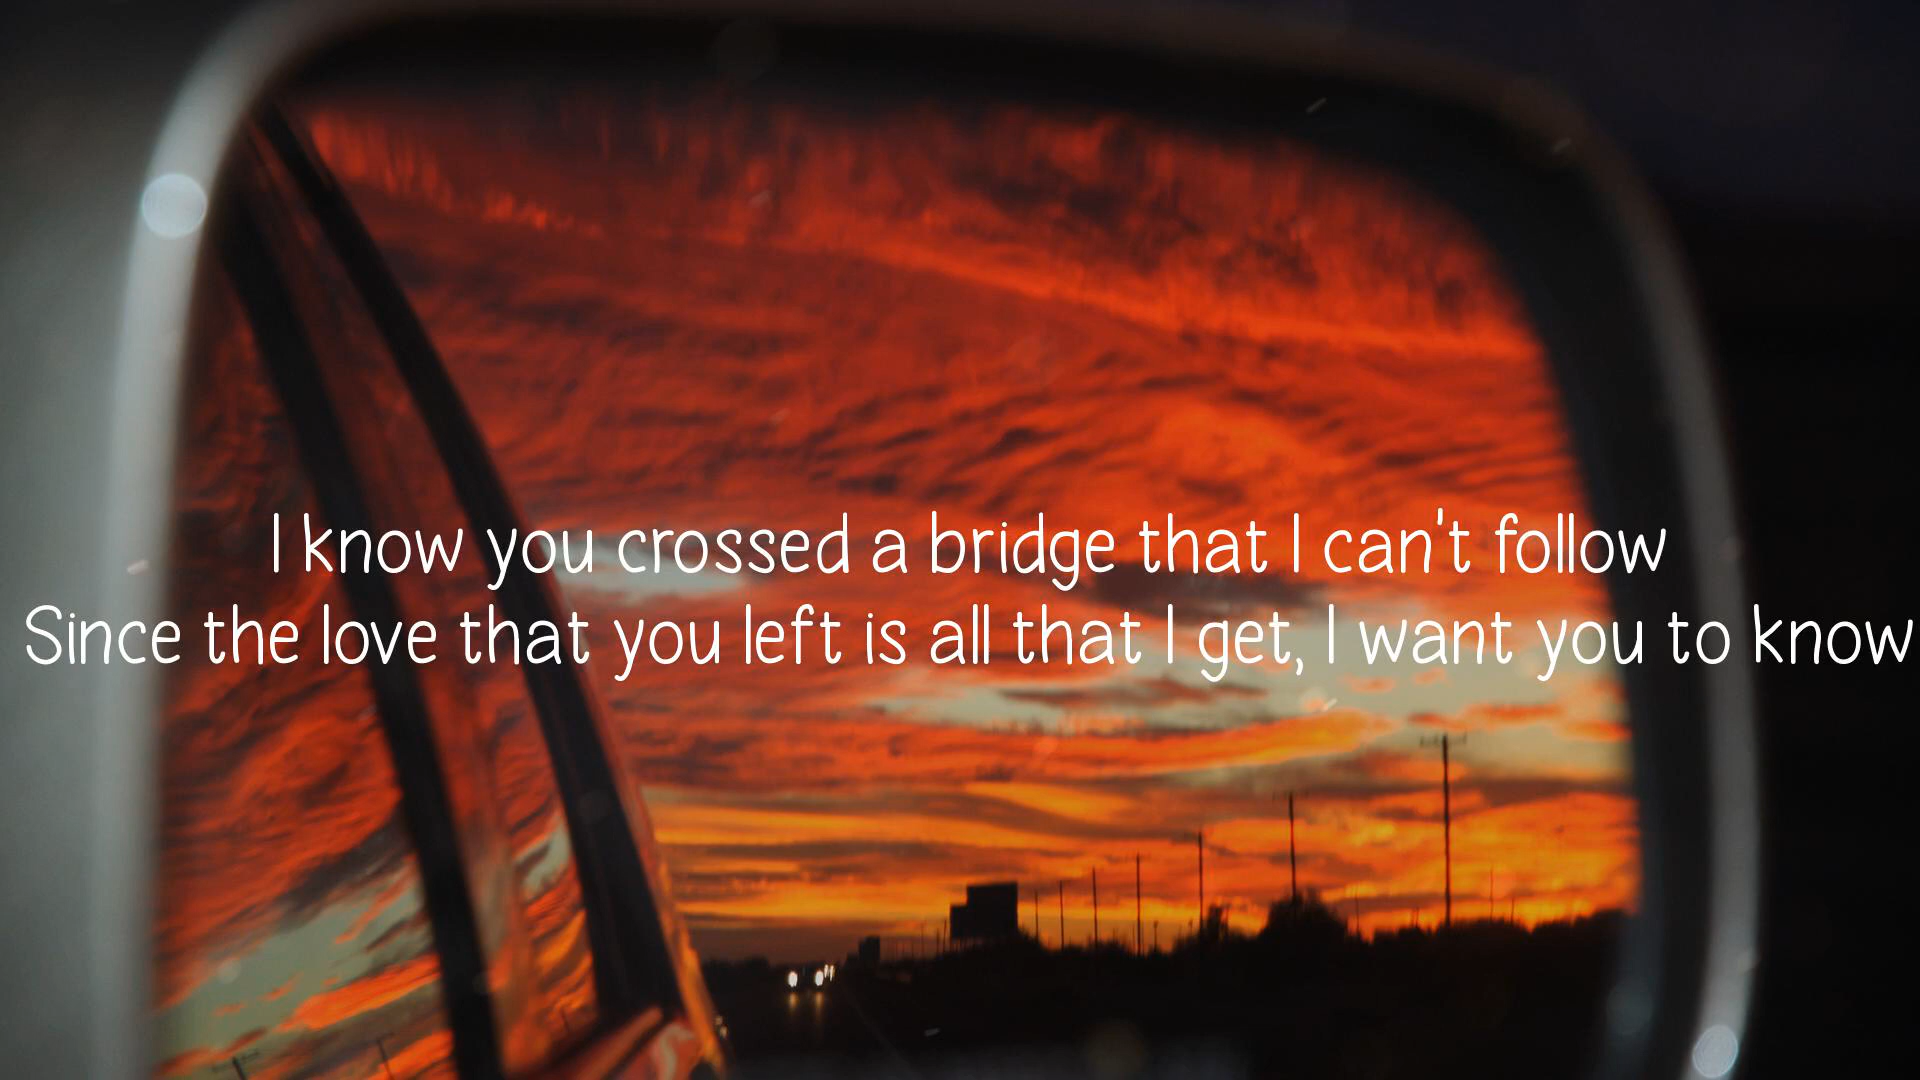 I know you crossed a bridge that I can't follow
Since the love that you left is all that I get, I want you to know